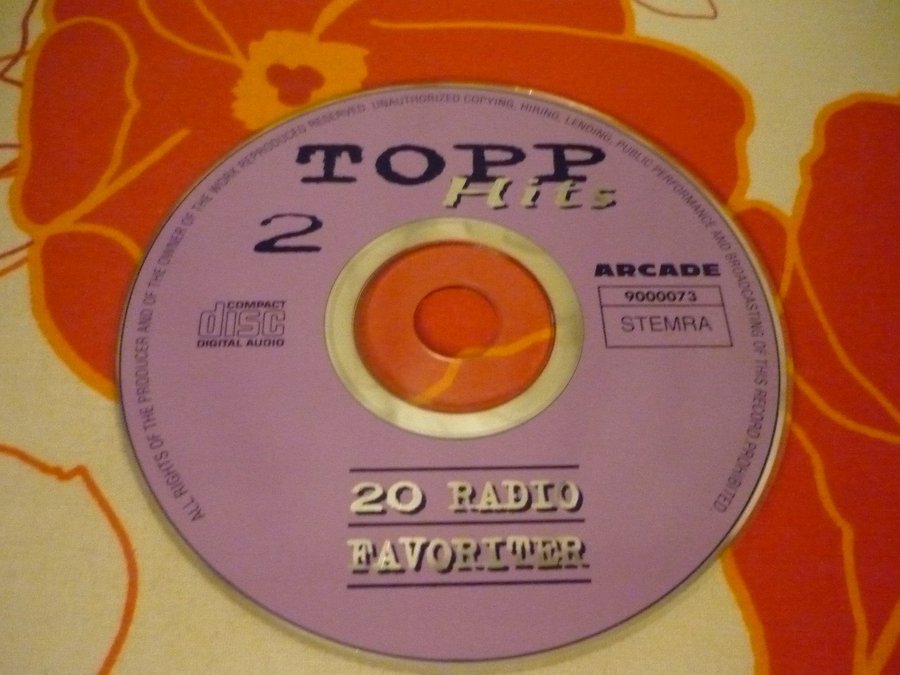 ALL RIGHTS OF THE PRODUCER AND OF THE OWNER OF THE WORK REPRODUCED RESERVED. UNAUTHORIZED COPYING, HIRING, LENDING, PUBLIC PERFORMANCE AND BROADCASTING OF THIS RECORD PROHIBITED.
TOPP
Hits
2
ARCADE
9000073
STEMRA
COMPACT
disc
DIGITAL AUDIO
20 RADIO
FAVORITER